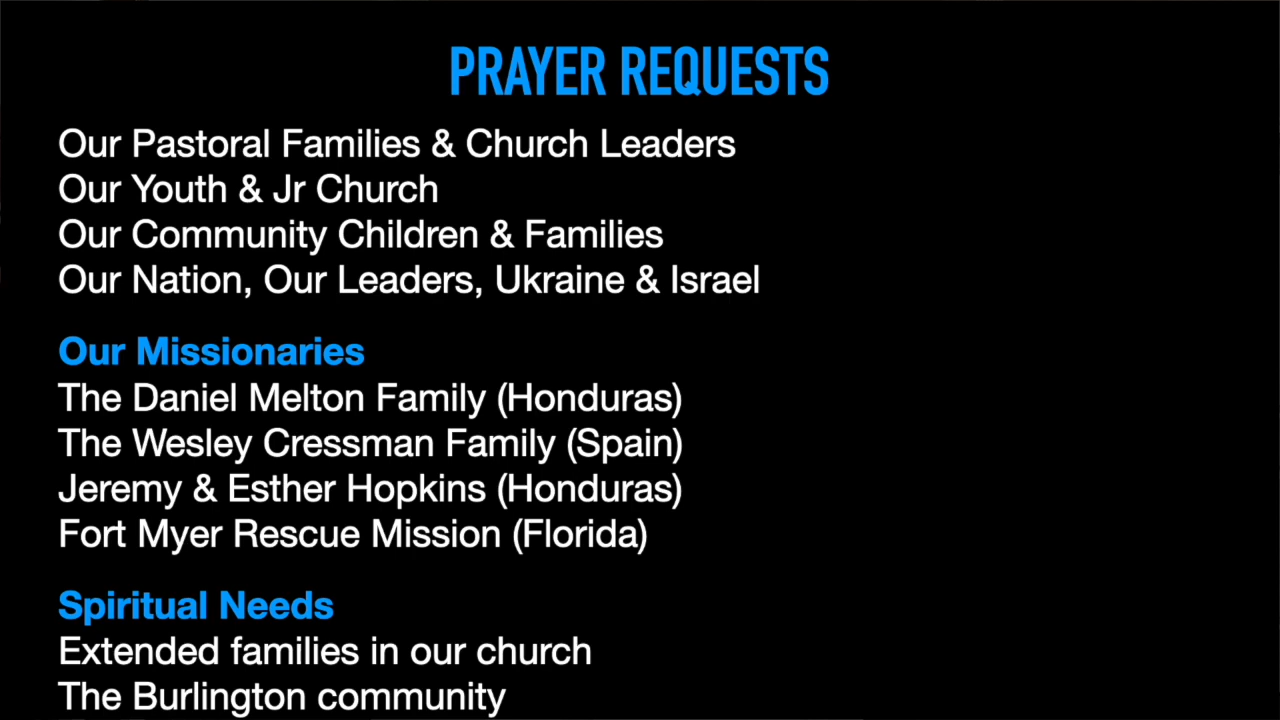 PRAYER REQUESTS
Our Pastoral Families & Church Leaders
Our Youth & Jr Church
Our Community Children & Families
Our Nation, Our Leaders, Ukraine & Israel
Our Missionaries
The Daniel Melton Family (Honduras)
The Wesley Cressman Family (Spain)
Jeremy & Esther Hopkins (Honduras)
Fort Myer Rescue Mission (Florida)
Spiritual Needs
Extended families in our church
The Burlington community